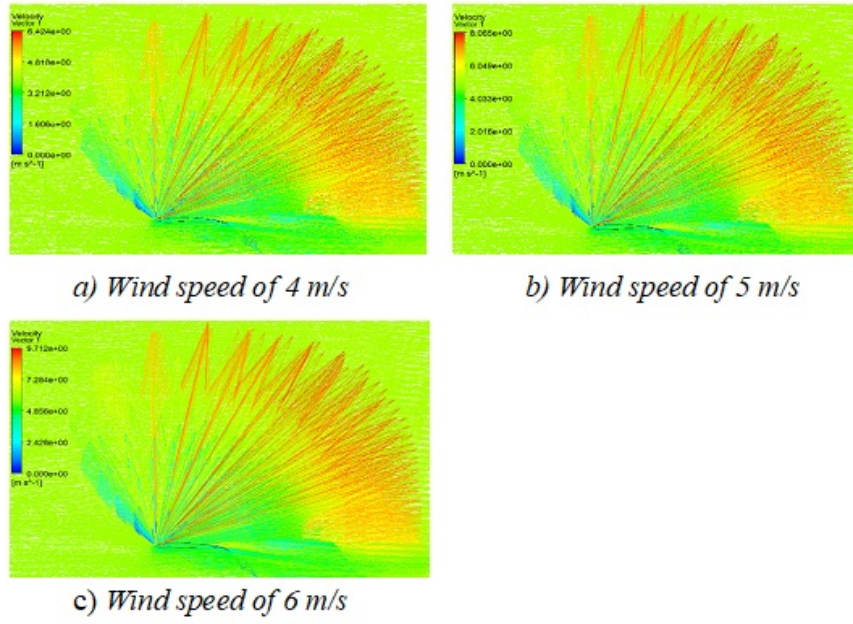 Velocity
Vector 1
6.424e+00
4.818e+00
3.212e+00
1.606e+00
0.000e+00
[m s^-1]
Velocity
Vector 1
8.065e+00
6.049e+00
4.033e+00
2.016e+00
0.000e+00
[m s^-1]
a) Wind speed of 4 m/s
b) Wind speed of 5 m/s
Velocity
Vector 1
9.712e+00
7.284e+00
4.856e+00
2.428e+00
0.000e+00
[m s^-1]
c) Wind speed of 6 m/s